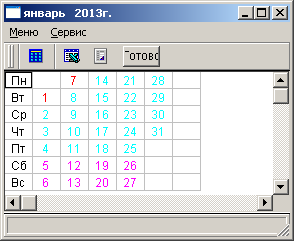 январь 2013г.
Меню Сервис
Готово
Пн 7 14 21 28
Вт 1 8 15 22 29
Ср 2 9 16 23 30
Чт 3 10 17 24 31
Пт 4 11 18 25
Сб 5 12 19 26
Вс 6 13 20 27